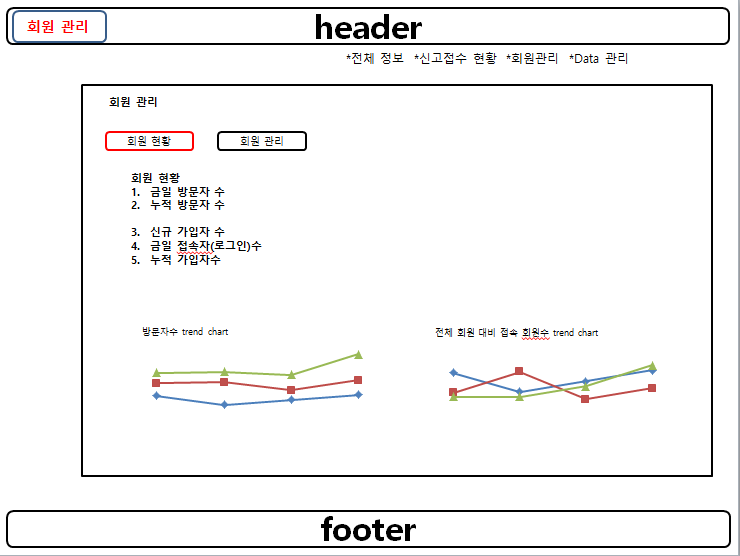 회원 관리
header
*전체 정보 *신고접수 현황 *회원관리 *Data 관리
회원 관리
회원 현황
회원 관리
회원 현황
1. 금일 방문자 수
2. 누적 방문자 수
3. 신규 가입자 수
4. 금일 접속자(로그인)수
5. 누적 가입자수
방문자수 trend chart
전체 회원 대비 접속 회원수 trend chart
footer